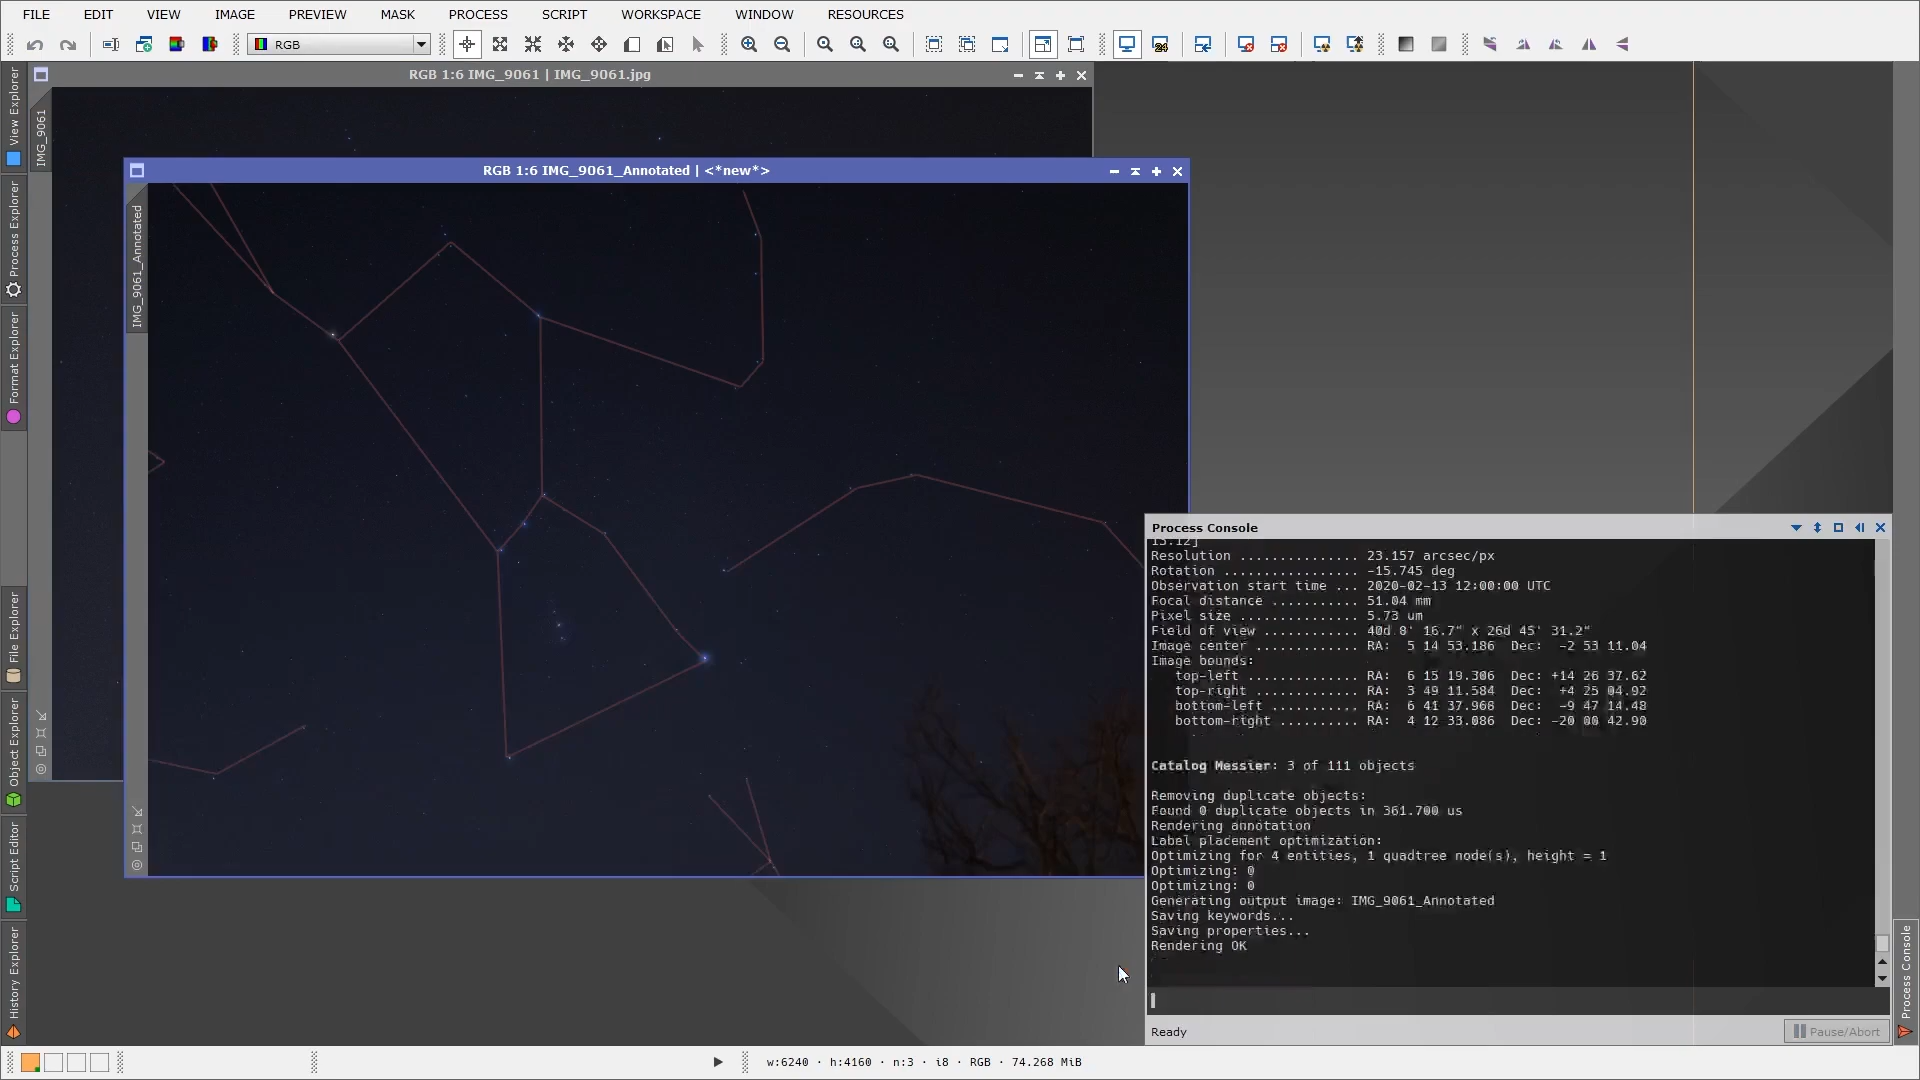 FILE EDIT VIEW IMAGE PREVIEW MASK PROCESS SCRIPT WORKSPACE WINDOW RESOURCES
RGB
24
RGB 1:6 IMG_9061 | IMG_9061.jpg
IMG_9061
RGB 1:6 IMG_9061_Annotated | <*new*>
IMG_9061_Annotated
View Explorer
Process Explorer
Format Explorer
File Explorer
Object Explorer
Script Editor
History Explorer
Process Console
Resolution ............... 23.157 arcsec/px
Rotation ................. -15.745 deg
Observation start time ... 2020-02-13 12:00:00 UTC
Focal distance ........... 51.04 mm
Pixel size ............... 5.73 um
Field of view ............ 40d 8' 16.7" x 26d 45' 31.2"
Image center ............. RA: 5 14 53.186 Dec: -2 53 11.04
Image bounds:
top-left ............. RA: 6 15 19.306 Dec: +14 26 37.62
top-right ............ RA: 3 49 11.584 Dec: +4 25 04.92
bottom-left .......... RA: 6 41 37.968 Dec: -9 47 14.48
bottom-right ......... RA: 4 12 33.086 Dec: -20 00 42.90
Catalog Messier: 3 of 111 objects
Removing duplicate objects:
Found 0 duplicate objects in 361.700 us
Rendering annotation
Label placement optimization:
Optimizing for 4 entities, 1 quadtree node(s), height = 1
Optimizing: 0
Optimizing: 0
Generating output image: IMG_9061_Annotated
Saving keywords...
Saving properties...
Rendering OK
Ready
Pause/Abort
Process Console
w:6240 · h:4160 · n:3 · i8 · RGB · 74.268 MiB